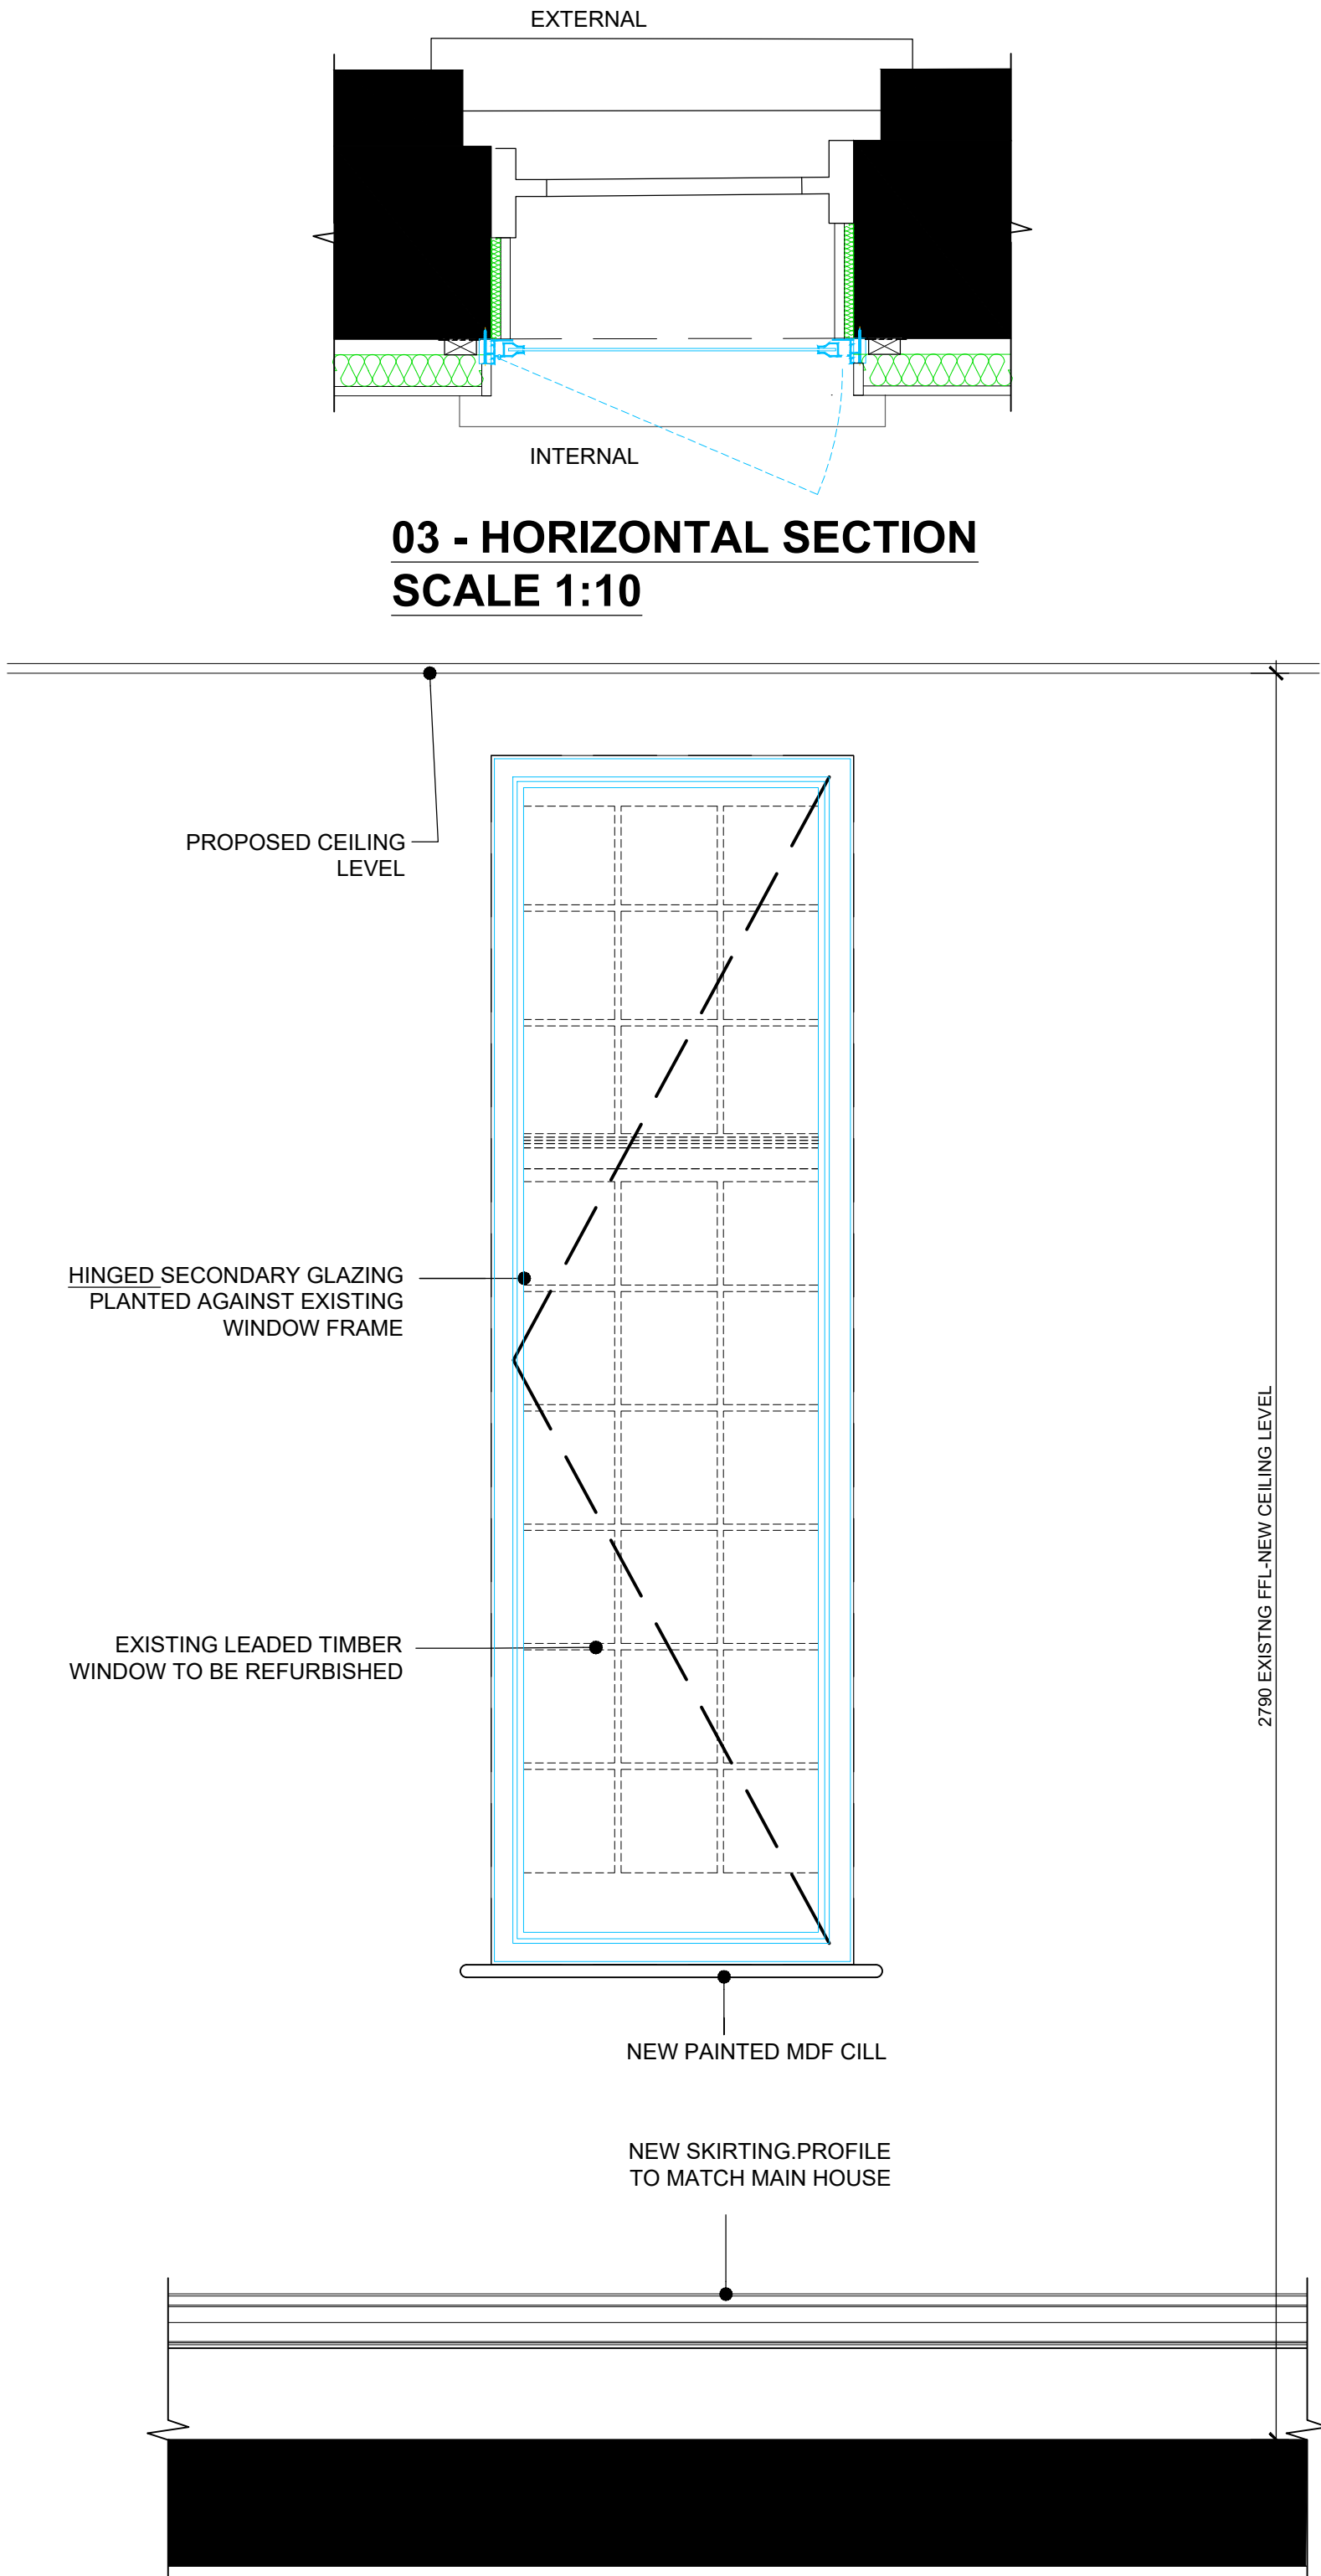 EXTERNAL
INTERNAL
03 - HORIZONTAL SECTION
SCALE 1:10
PROPOSED CEILING
LEVEL
HINGED SECONDARY GLAZING
PLANTED AGAINST EXISTING
WINDOW FRAME
2790 EXISTNG FFL-NEW CEILING LEVEL
EXISTING LEADED TIMBER
WINDOW TO BE REFURBISHED
NEW PAINTED MDF CILL
NEW SKIRTING.PROFILE
TO MATCH MAIN HOUSE